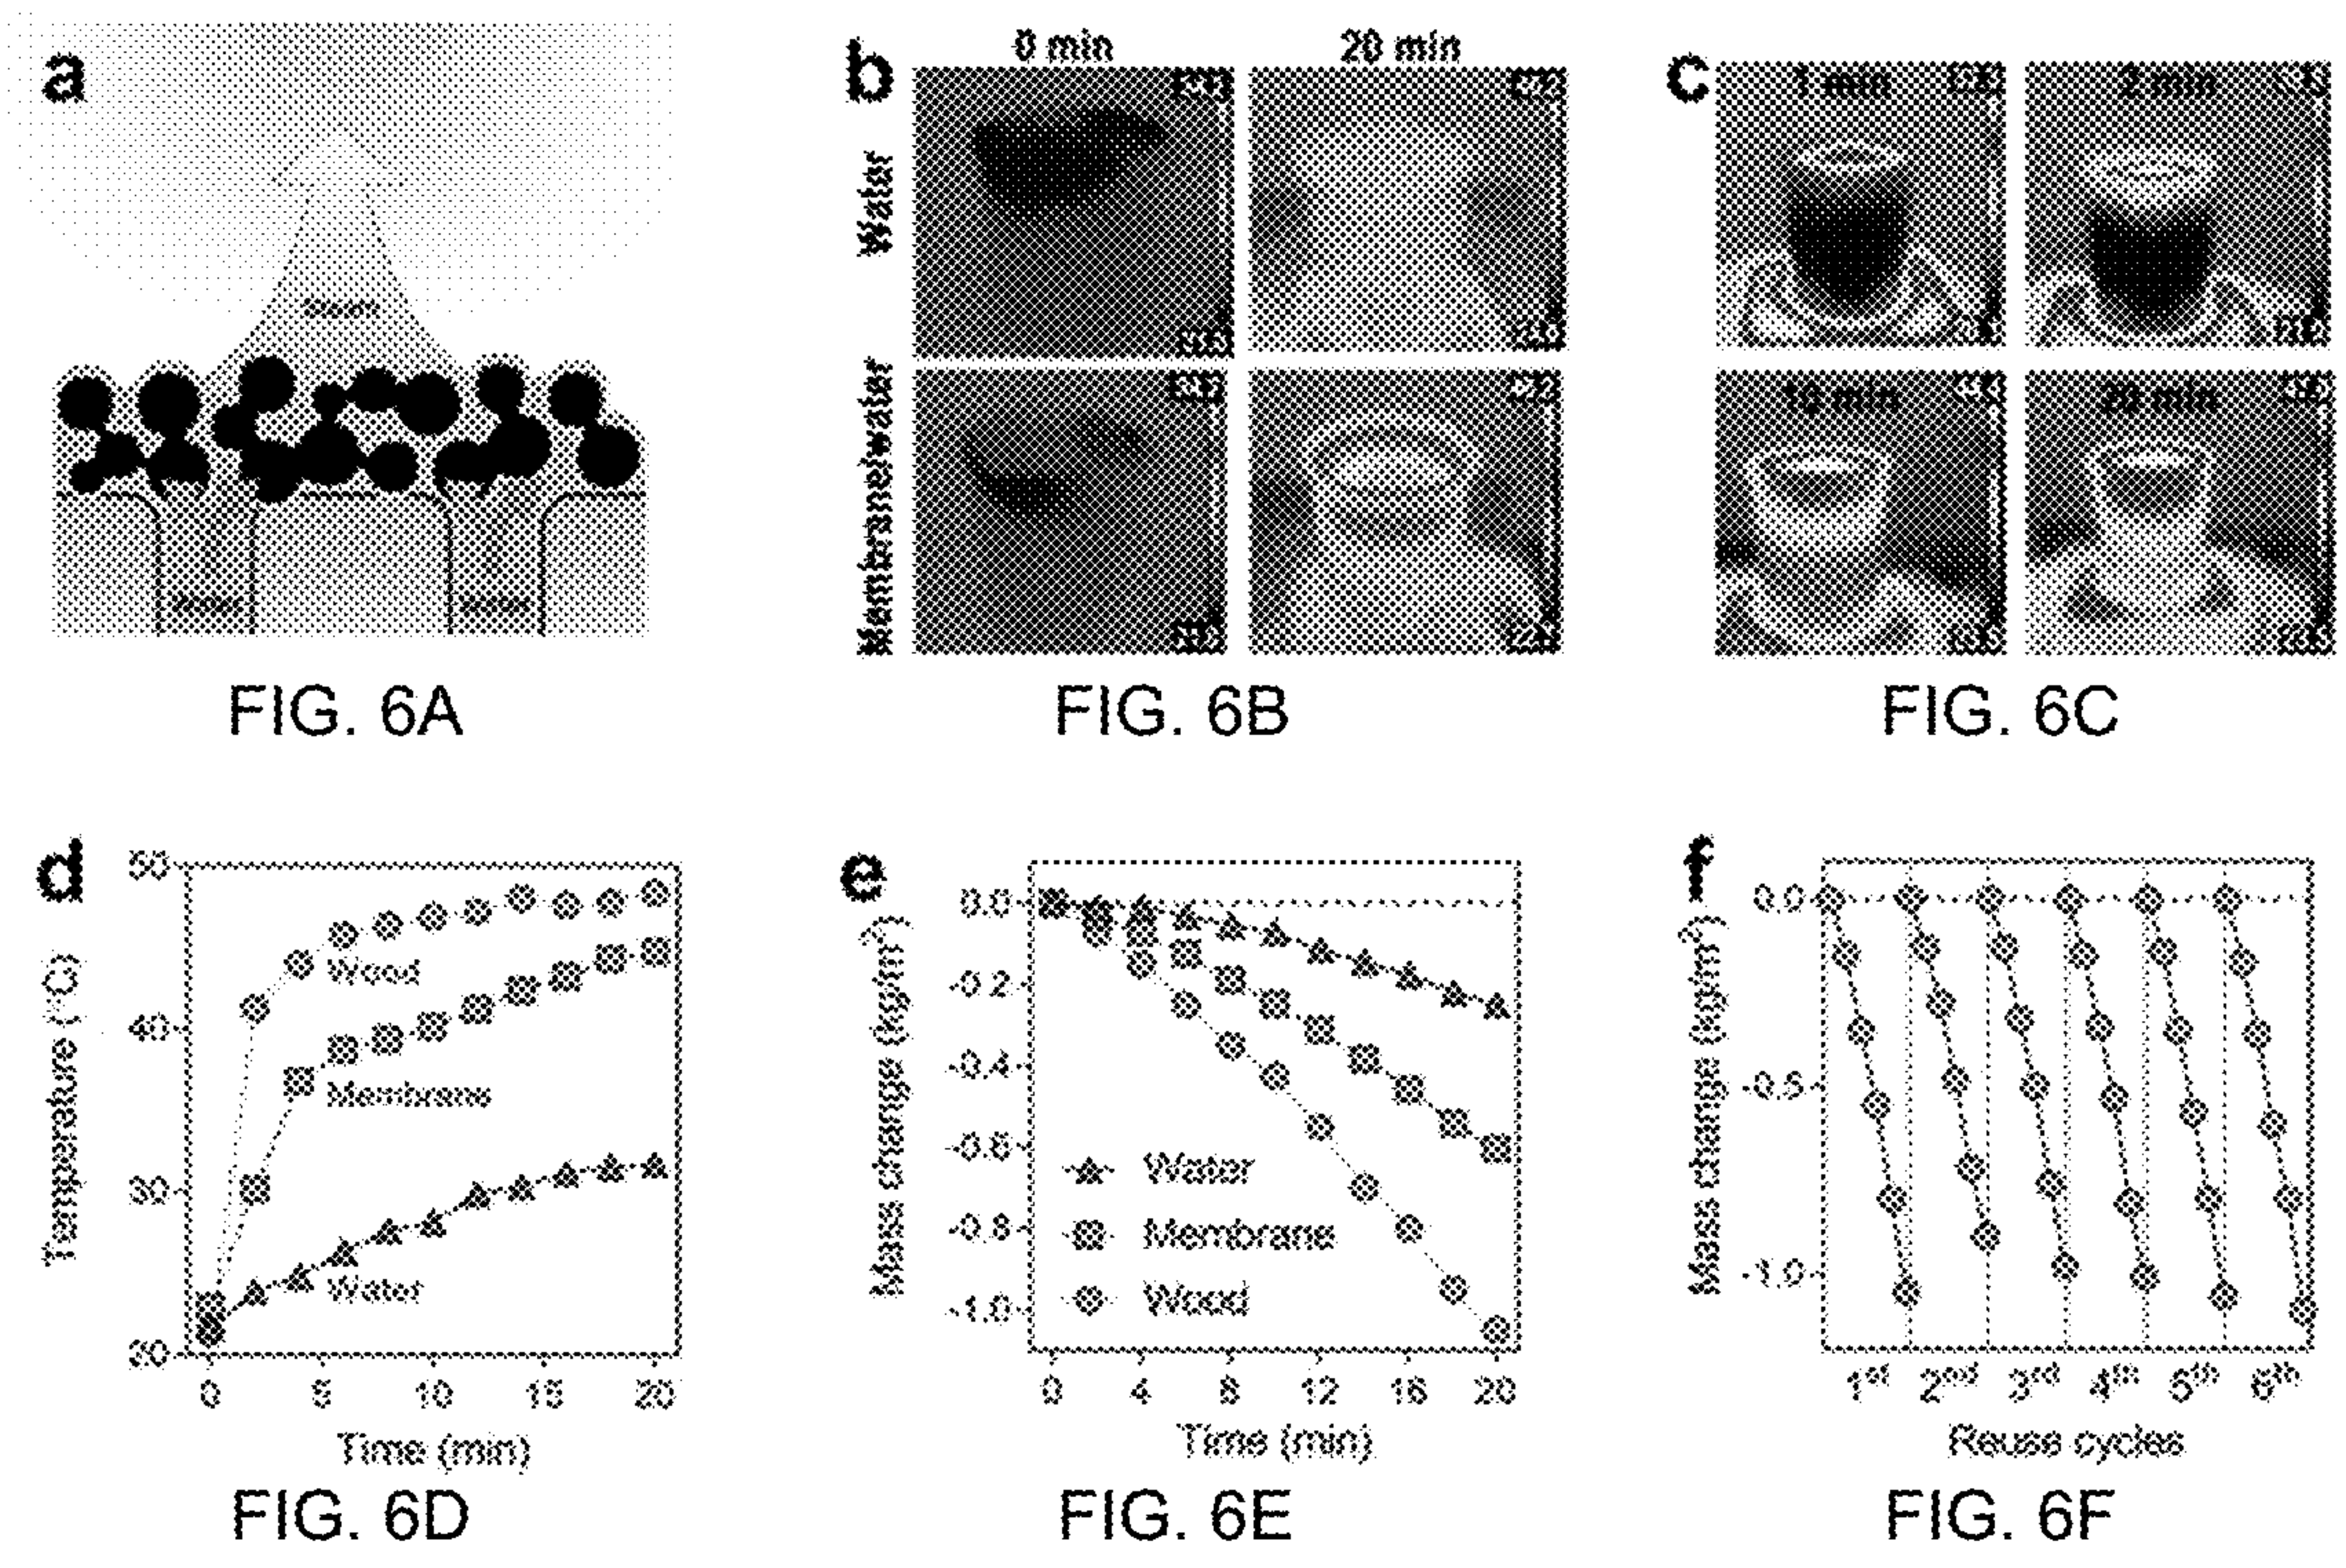 a
b
0 min
20 min
Water
Membrane/water
c
1 min
2 min
10 min
20 min
FIG. 6A
FIG. 6B
FIG. 6C
d
50
40
30
20
Temperature (°C)
Wood
Membrane
Water
0 5 10 15 20
Time (min)
FIG. 6D
e
0.0
-0.2
-0.4
-0.6
-0.8
-1.0
Mass change (kg/m²)
Water
Membrane
Wood
0 4 8 12 16 20
Time (min)
FIG. 6E
f
0.0
-0.5
-1.0
Mass change (kg/m²)
1st 2nd 3rd 4th 5th 6th
Reuse cycles
FIG. 6F